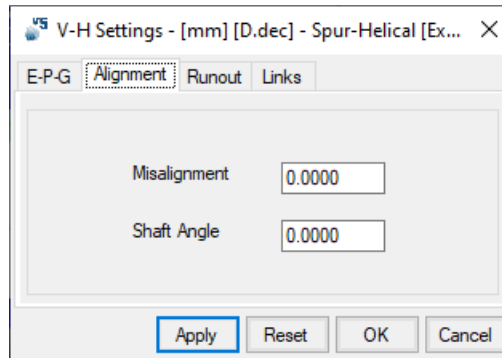 V5 V-H Settings - [mm] [D.dec] - Spur-Helical [Ex...
E-P-G Alignment Runout Links
Misalignment 0.0000
Shaft Angle 0.0000
Apply Reset OK Cancel